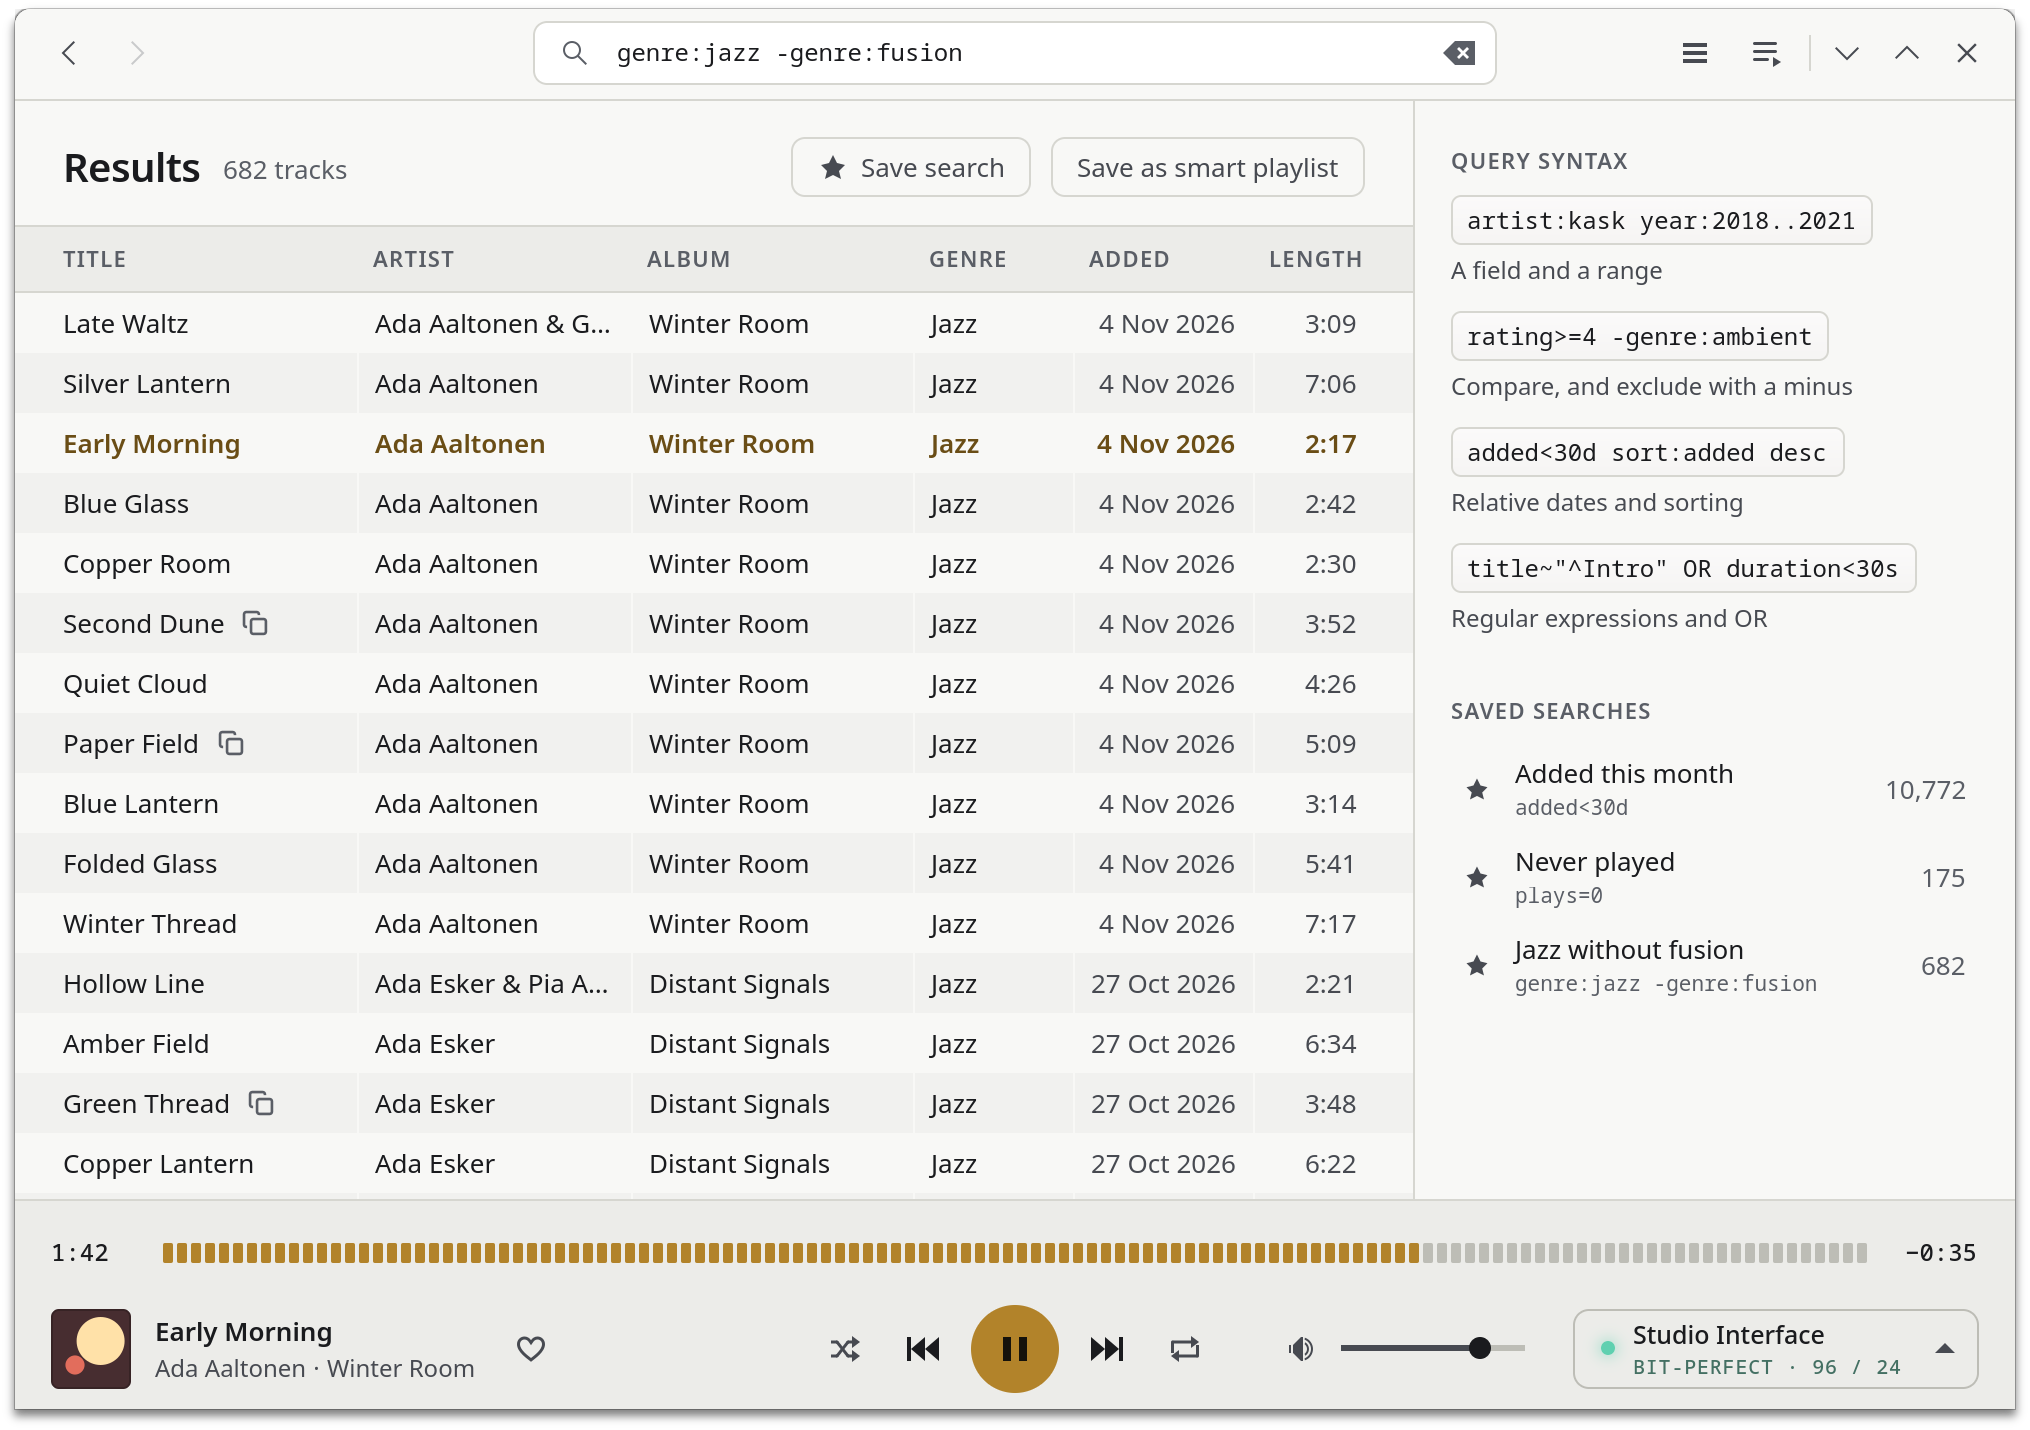 genre:jazz -genre:fusion
Results 682 tracks
Save search
Save as smart playlist
TITLE ARTIST ALBUM GENRE ADDED LENGTH
Late Waltz Ada Aaltonen & G… Winter Room Jazz 4 Nov 2026 3:09
Silver Lantern Ada Aaltonen Winter Room Jazz 4 Nov 2026 7:06
Early Morning Ada Aaltonen Winter Room Jazz 4 Nov 2026 2:17
Blue Glass Ada Aaltonen Winter Room Jazz 4 Nov 2026 2:42
Copper Room Ada Aaltonen Winter Room Jazz 4 Nov 2026 2:30
Second Dune Ada Aaltonen Winter Room Jazz 4 Nov 2026 3:52
Quiet Cloud Ada Aaltonen Winter Room Jazz 4 Nov 2026 4:26
Paper Field Ada Aaltonen Winter Room Jazz 4 Nov 2026 5:09
Blue Lantern Ada Aaltonen Winter Room Jazz 4 Nov 2026 3:14
Folded Glass Ada Aaltonen Winter Room Jazz 4 Nov 2026 5:41
Winter Thread Ada Aaltonen Winter Room Jazz 4 Nov 2026 7:17
Hollow Line Ada Esker & Pia A… Distant Signals Jazz 27 Oct 2026 2:21
Amber Field Ada Esker Distant Signals Jazz 27 Oct 2026 6:34
Green Thread Ada Esker Distant Signals Jazz 27 Oct 2026 3:48
Copper Lantern Ada Esker Distant Signals Jazz 27 Oct 2026 6:22
QUERY SYNTAX
artist:kask year:2018..2021
A field and a range
rating>=4 -genre:ambient
Compare, and exclude with a minus
added<30d sort:added desc
Relative dates and sorting
title~"^Intro" OR duration<30s
Regular expressions and OR
SAVED SEARCHES
Added this month 10,772
added<30d
Never played 175
plays=0
Jazz without fusion 682
genre:jazz -genre:fusion
1:42 −0:35
Early Morning
Ada Aaltonen · Winter Room
Studio Interface
BIT-PERFECT · 96 / 24